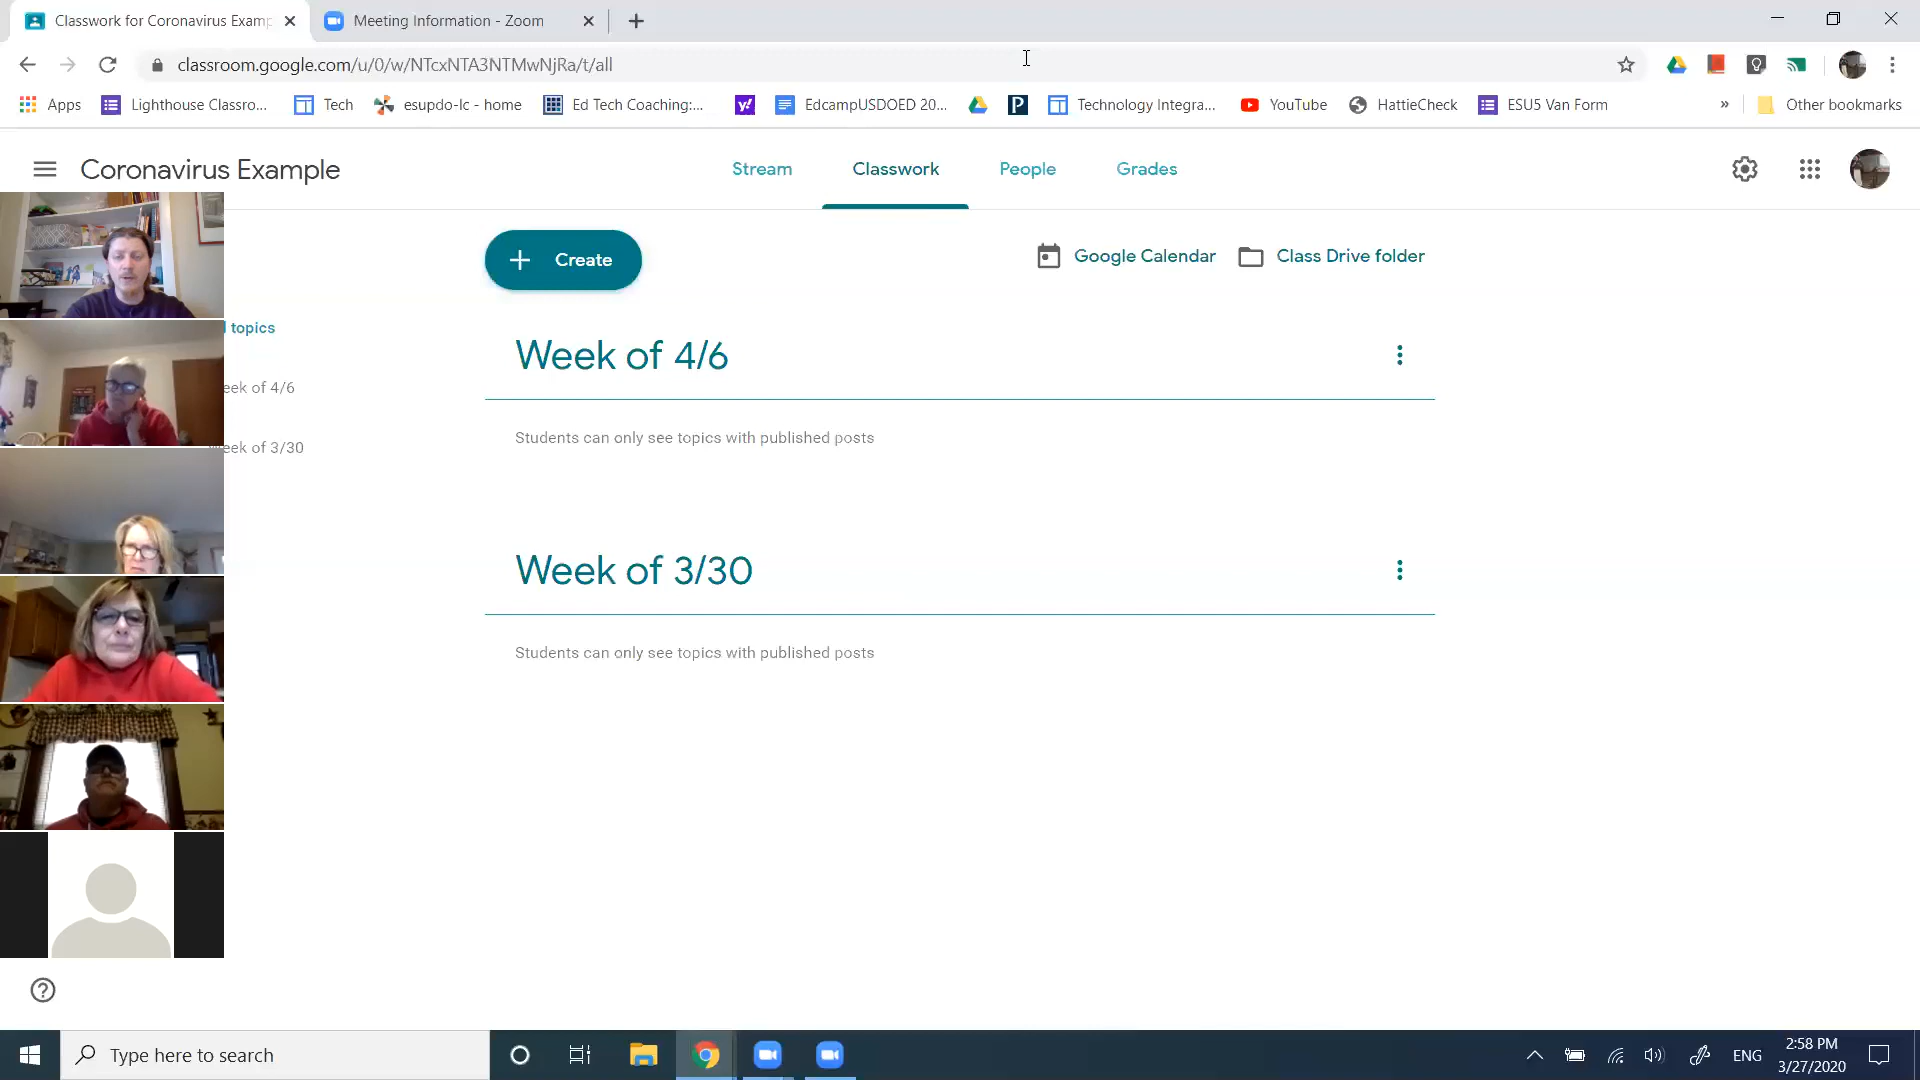 Classwork for Coronavirus Examp
Meeting Information - Zoom
classroom.google.com/u/0/w/NTcxNTA3NTMwNjRa/t/all
Apps
Lighthouse Classro...
Tech
esupdo-lc - home
Ed Tech Coaching:...
y!
EdcampUSDOED 20...
P
Technology Integra...
YouTube
HattieCheck
ESU5 Van Form
»
Other bookmarks
Coronavirus Example
Stream
Classwork
People
Grades
+ Create
Google Calendar
Class Drive folder
l topics
eek of 4/6
eek of 3/30
Week of 4/6
Students can only see topics with published posts
Week of 3/30
Students can only see topics with published posts
Type here to search
ENG
2:58 PM
3/27/2020